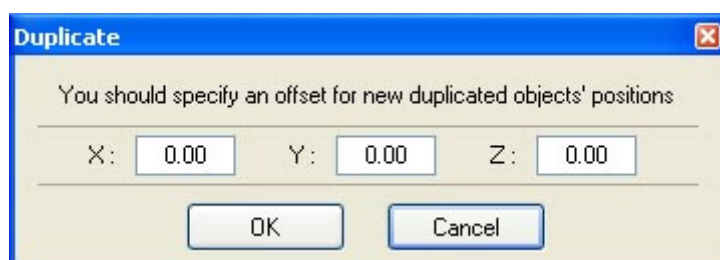 Duplicate
You should specify an offset for new duplicated objects' positions
X: 0.00 Y: 0.00 Z: 0.00
OK Cancel